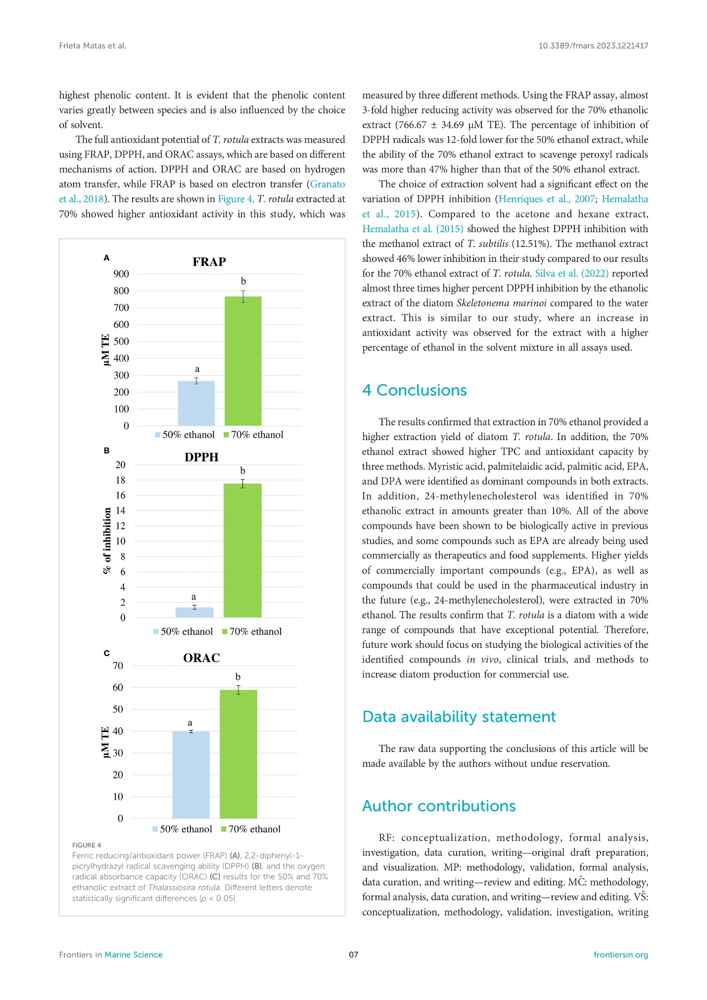 Frleta Matas et al.
10.3389/fmars.2023.1221417
highest phenolic content. It is evident that the phenolic content
varies greatly between species and is also influenced by the choice
of solvent.
The full antioxidant potential of T. rotula extracts was measured
using FRAP, DPPH, and ORAC assays, which are based on different
mechanisms of action. DPPH and ORAC are based on hydrogen
atom transfer, while FRAP is based on electron transfer (Granato
et al., 2018). The results are shown in Figure 4. T. rotula extracted at
70% showed higher antioxidant activity in this study, which was
A
FRAP
900
800
700
600
500
400
300
200
100
0
µM TE
a
b
50% ethanol
70% ethanol
B
DPPH
20
18
16
14
12
10
8
6
4
2
0
% of inhibition
a
b
50% ethanol
70% ethanol
C
ORAC
70
60
50
40
30
20
10
0
µM TE
a
b
50% ethanol
70% ethanol
FIGURE 4
Ferric reducing/antioxidant power (FRAP) (A), 2,2-diphenyl-1-
picrylhydrazyl radical scavenging ability (DPPH) (B), and the oxygen
radical absorbance capacity (ORAC) (C) results for the 50% and 70%
ethanolic extract of Thalassiosira rotula. Different letters denote
statistically significant differences (p < 0.05).
measured by three different methods. Using the FRAP assay, almost
3-fold higher reducing activity was observed for the 70% ethanolic
extract (766.67 ± 34.69 µM TE). The percentage of inhibition of
DPPH radicals was 12-fold lower for the 50% ethanol extract, while
the ability of the 70% ethanol extract to scavenge peroxyl radicals
was more than 47% higher than that of the 50% ethanol extract.
The choice of extraction solvent had a significant effect on the
variation of DPPH inhibition (Henriques et al., 2007; Hemalatha
et al., 2015). Compared to the acetone and hexane extract,
Hemalatha et al. (2015) showed the highest DPPH inhibition with
the methanol extract of T. subtilis (12.51%). The methanol extract
showed 46% lower inhibition in their study compared to our results
for the 70% ethanol extract of T. rotula. Silva et al. (2022) reported
almost three times higher percent DPPH inhibition by the ethanolic
extract of the diatom Skeletonema marinoi compared to the water
extract. This is similar to our study, where an increase in
antioxidant activity was observed for the extract with a higher
percentage of ethanol in the solvent mixture in all assays used.
4 Conclusions
The results confirmed that extraction in 70% ethanol provided a
higher extraction yield of diatom T. rotula. In addition, the 70%
ethanol extract showed higher TPC and antioxidant capacity by
three methods. Myristic acid, palmitelaidic acid, palmitic acid, EPA,
and DPA were identified as dominant compounds in both extracts.
In addition, 24-methylenecholesterol was identified in 70%
ethanolic extract in amounts greater than 10%. All of the above
compounds have been shown to be biologically active in previous
studies, and some compounds such as EPA are already being used
commercially as therapeutics and food supplements. Higher yields
of commercially important compounds (e.g., EPA), as well as
compounds that could be used in the pharmaceutical industry in
the future (e.g., 24-methylenecholesterol), were extracted in 70%
ethanol. The results confirm that T. rotula is a diatom with a wide
range of compounds that have exceptional potential. Therefore,
future work should focus on studying the biological activities of the
identified compounds in vivo, clinical trials, and methods to
increase diatom production for commercial use.
Data availability statement
The raw data supporting the conclusions of this article will be
made available by the authors without undue reservation.
Author contributions
RF: conceptualization, methodology, formal analysis,
investigation, data curation, writing—original draft preparation,
and visualization. MP: methodology, validation, formal analysis,
data curation, and writing—review and editing. MČ: methodology,
formal analysis, data curation, and writing—review and editing. VŠ:
conceptualization, methodology, validation, investigation, writing
Frontiers in Marine Science
07
frontiersin.org